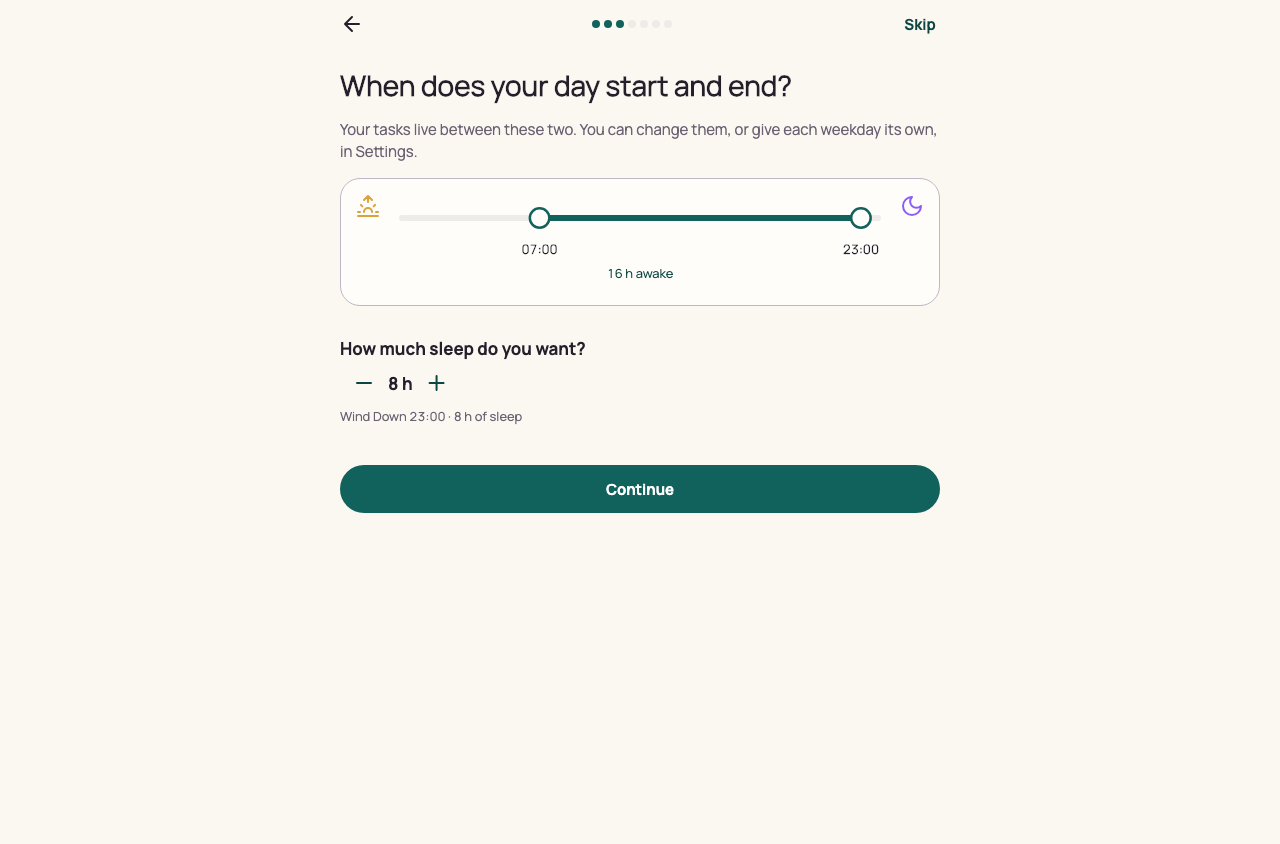 Skip
When does your day start and end?
Your tasks live between these two. You can change them, or give each weekday its own,
in Settings.
07:00
23:00
16 h awake
How much sleep do you want?
8 h
Wind Down 23:00 · 8 h of sleep
Continue